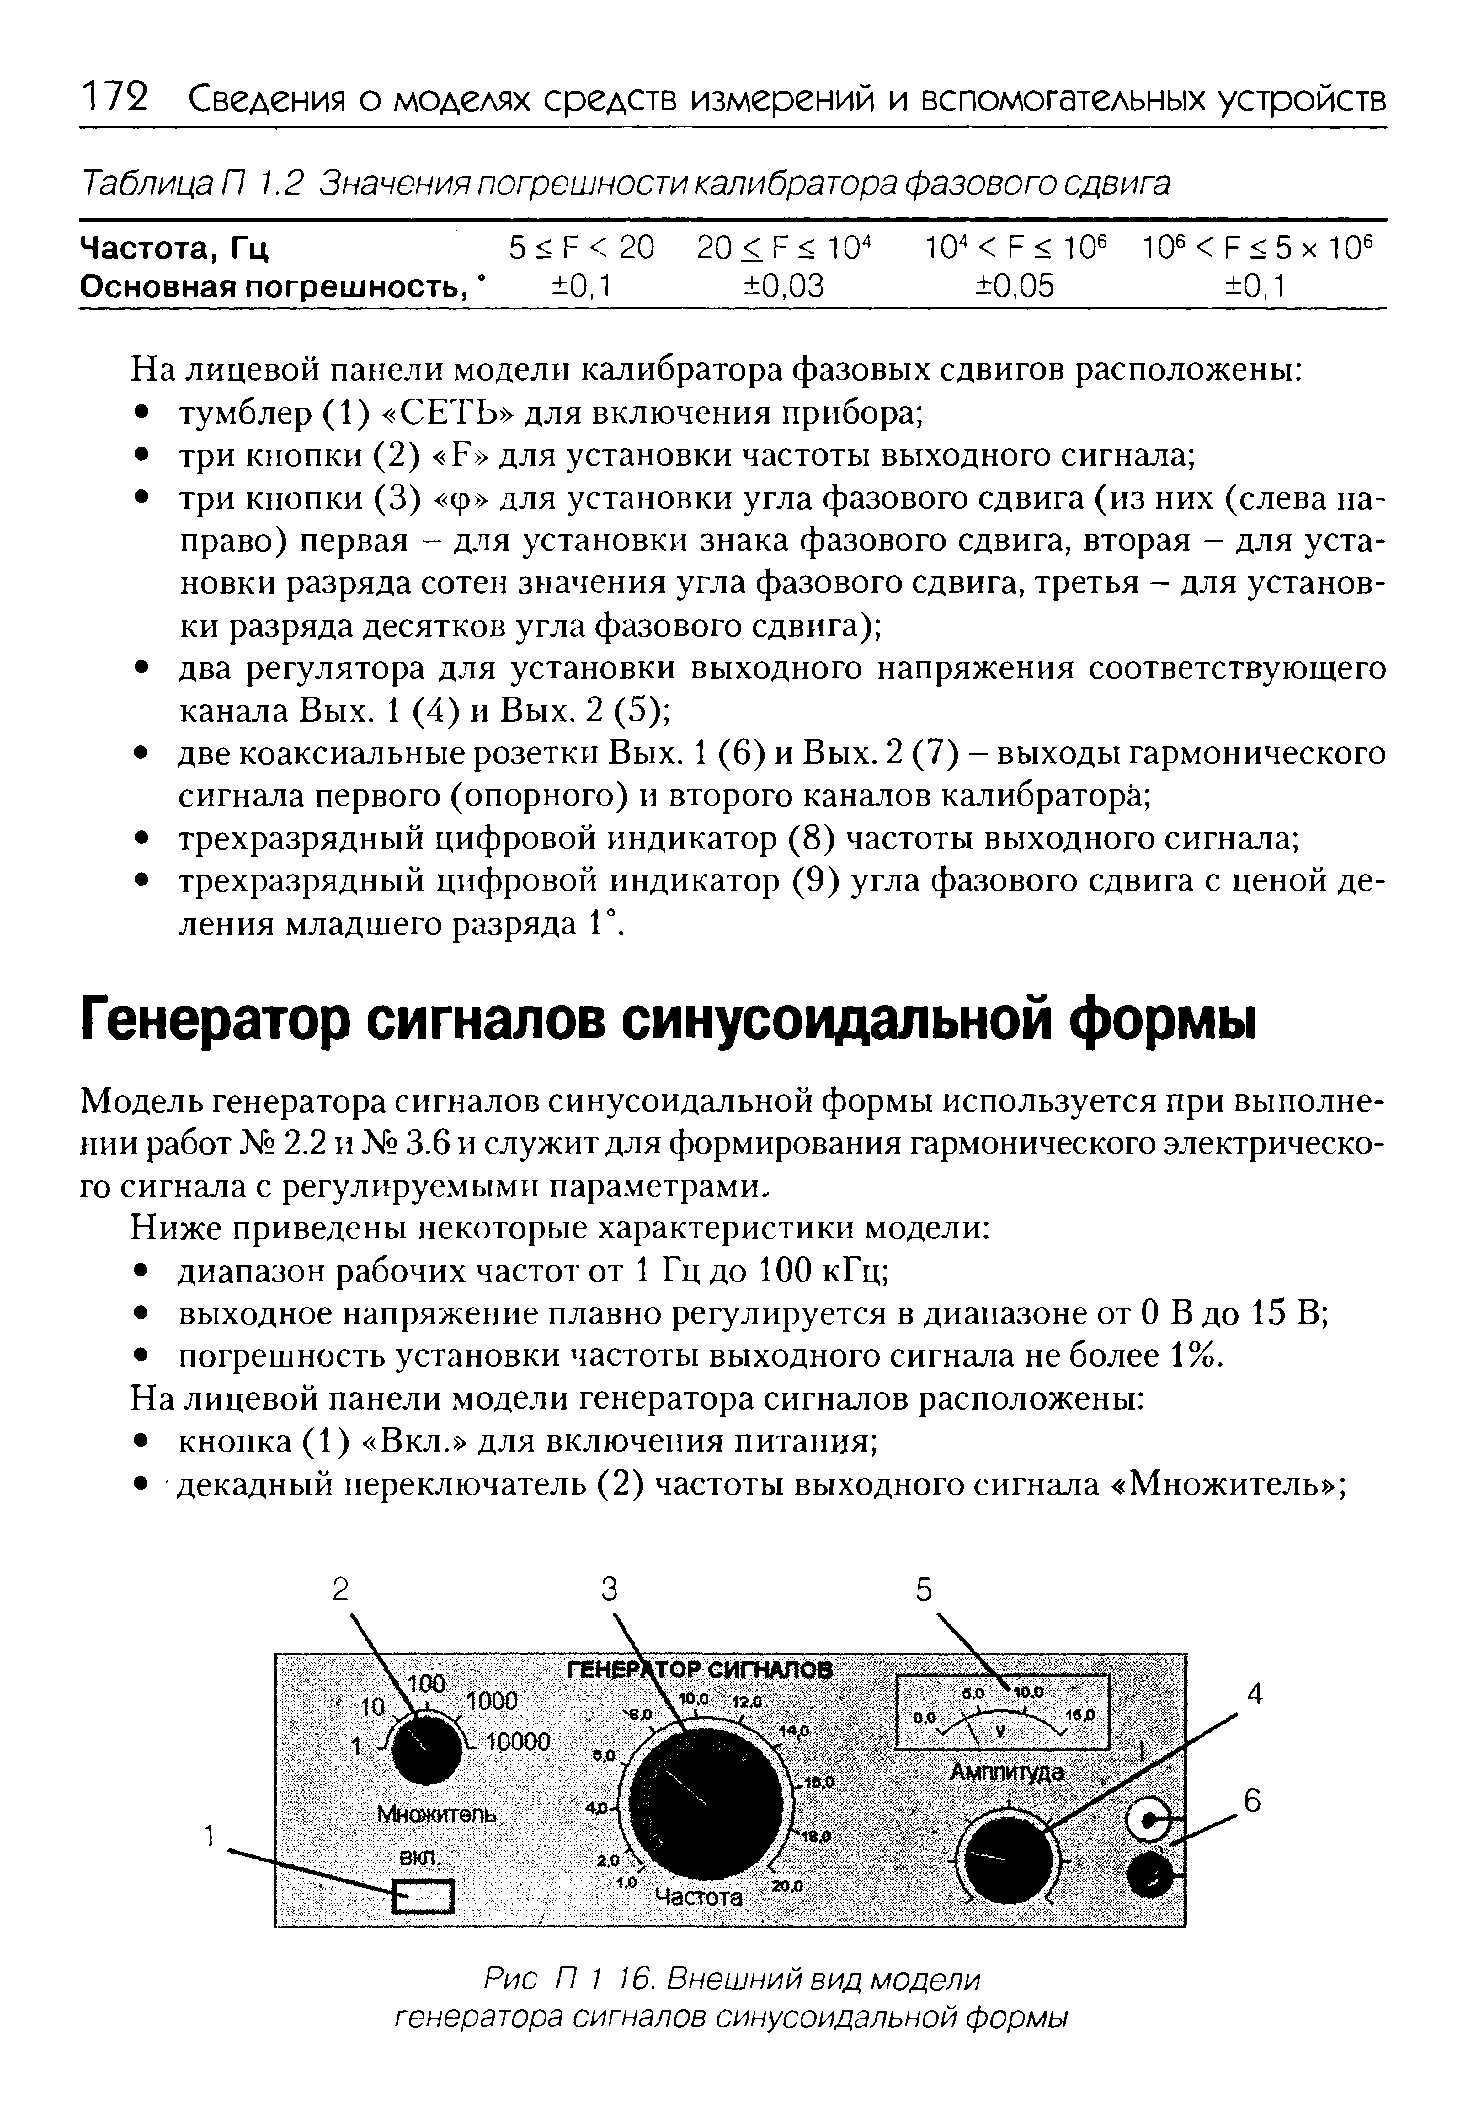 172 Сведения о моделях средств измерений и вспомогательных устройств
Таблица П 1.2 Значения погрешности калибратора фазового сдвига
Частота, Гц 5 ≤ F < 20 20 ≤ F ≤ 10⁴ 10⁴ < F ≤ 10⁶ 10⁶ < F ≤ 5 x 10⁶
Основная погрешность, ° ±0,1 ±0,03 ±0,05 ±0,1
На лицевой панели модели калибратора фазовых сдвигов расположены:
• тумблер (1) «СЕТЬ» для включения прибора;
• три кнопки (2) «F» для установки частоты выходного сигнала;
• три кнопки (3) «φ» для установки угла фазового сдвига (из них (слева на-
право) первая – для установки знака фазового сдвига, вторая – для уста-
новки разряда сотен значения угла фазового сдвига, третья – для установ-
ки разряда десятков угла фазового сдвига);
• два регулятора для установки выходного напряжения соответствующего
канала Вых. 1 (4) и Вых. 2 (5);
• две коаксиальные розетки Вых. 1 (6) и Вых. 2 (7) – выходы гармонического
сигнала первого (опорного) и второго каналов калибратора;
• трехразрядный цифровой индикатор (8) частоты выходного сигнала;
• трехразрядный цифровой индикатор (9) угла фазового сдвига с ценой де-
ления младшего разряда 1°.
Генератор сигналов синусоидальной формы
Модель генератора сигналов синусоидальной формы используется при выполне-
нии работ № 2.2 и № 3.6 и служит для формирования гармонического электрическо-
го сигнала с регулируемыми параметрами.
Ниже приведены некоторые характеристики модели:
• диапазон рабочих частот от 1 Гц до 100 кГц;
• выходное напряжение плавно регулируется в диапазоне от 0 В до 15 В;
• погрешность установки частоты выходного сигнала не более 1%.
На лицевой панели модели генератора сигналов расположены:
• кнопка (1) «Вкл.» для включения питания;
• декадный переключатель (2) частоты выходного сигнала «Множитель»;
2 3 5
ГЕНЕРАТОР СИГНАЛОВ
100
10 1000
1 10000
Множитель
ВКЛ.
1
10.0 12.0
8.0 14.0
6.0 16.0
4.0 18.0
2.0
1.0 20.0
Частота
5.0 10.0
0.0 15.0
V
Амплитуда
4
6
Рис П 1 16. Внешний вид модели
генератора сигналов синусоидальной формы